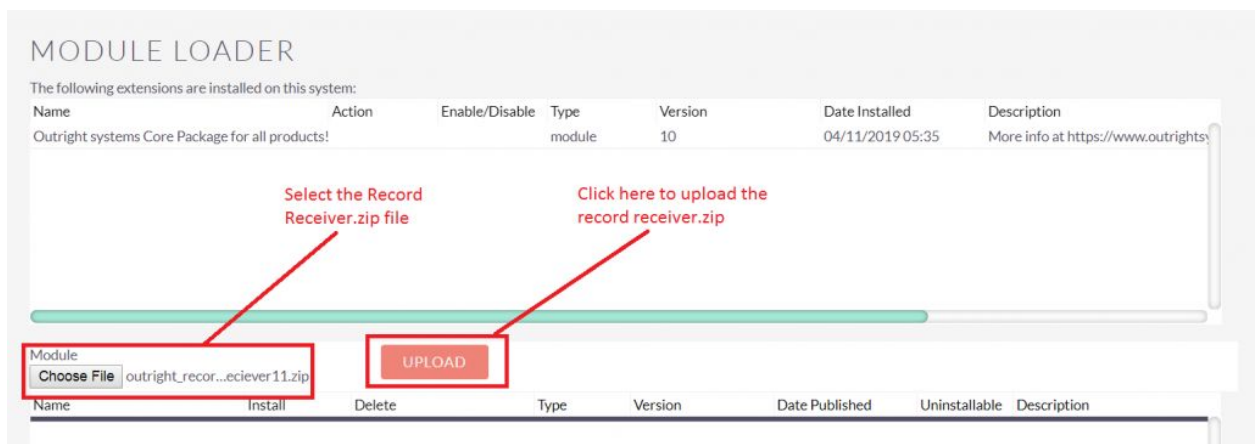 MODULE LOADER
The following extensions are installed on this system:
Name Action Enable/Disable Type Version Date Installed Description
Outright systems Core Package for all products! module 10 04/11/2019 05:35 More info at https://www.outrightsy
Select the Record
Receiver.zip file
Click here to upload the
record receiver.zip
Module
UPLOAD
Choose File outright_recor...eciever11.zip
Name Install Delete Type Version Date Published Uninstallable Description